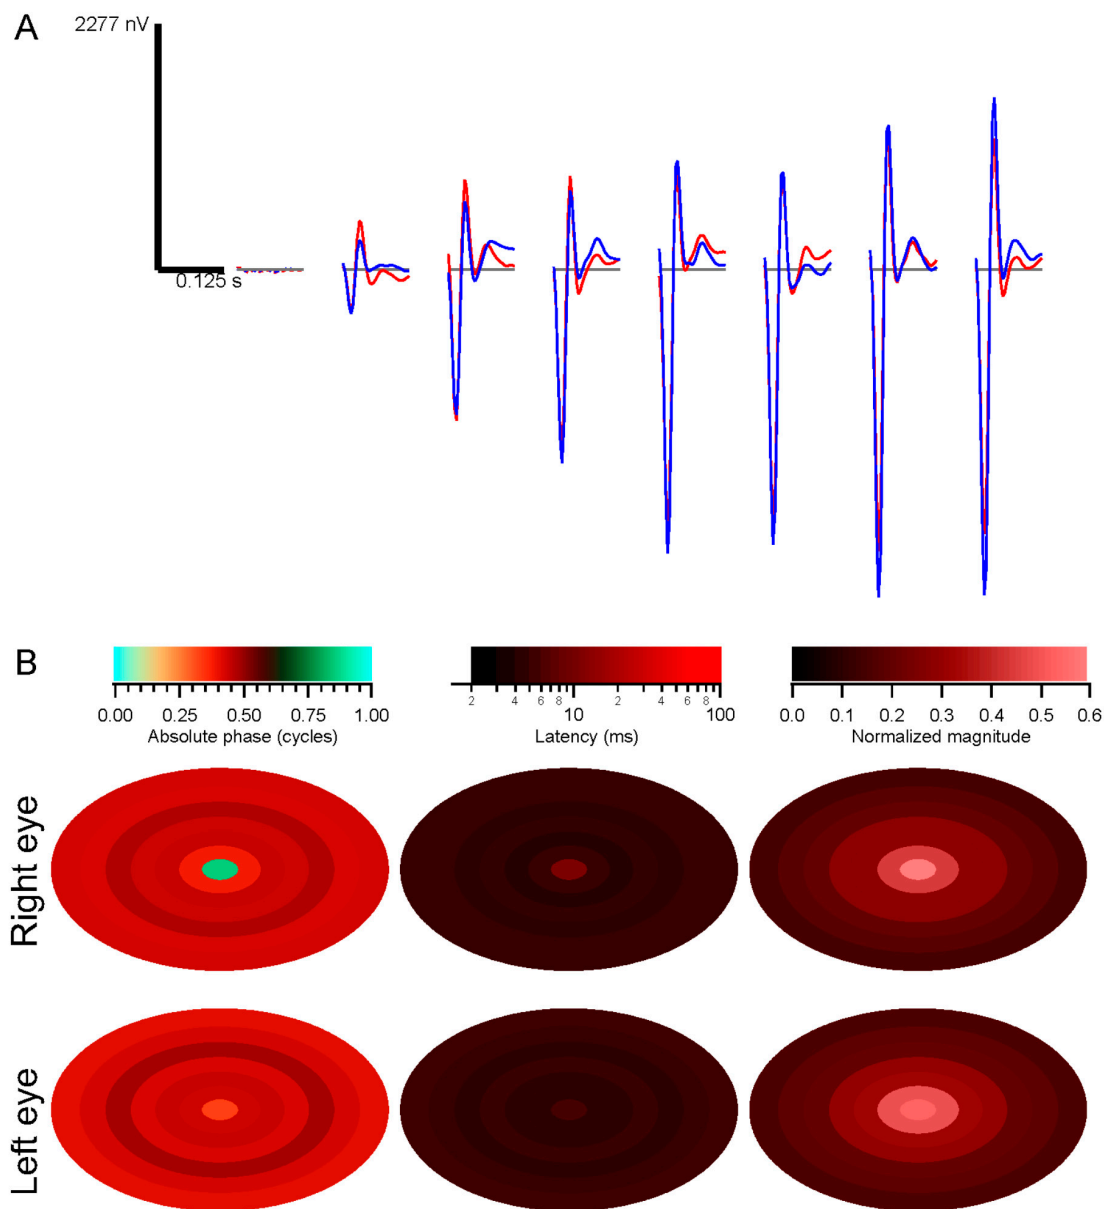 A
2277 nV
0.125 s
B
0.00 0.25 0.50 0.75 1.00
Absolute phase (cycles)
2 4 6 8 10 2 4 6 8 100
Latency (ms)
0.0 0.1 0.2 0.3 0.4 0.5 0.6
Normalized magnitude
Right eye
Left eye